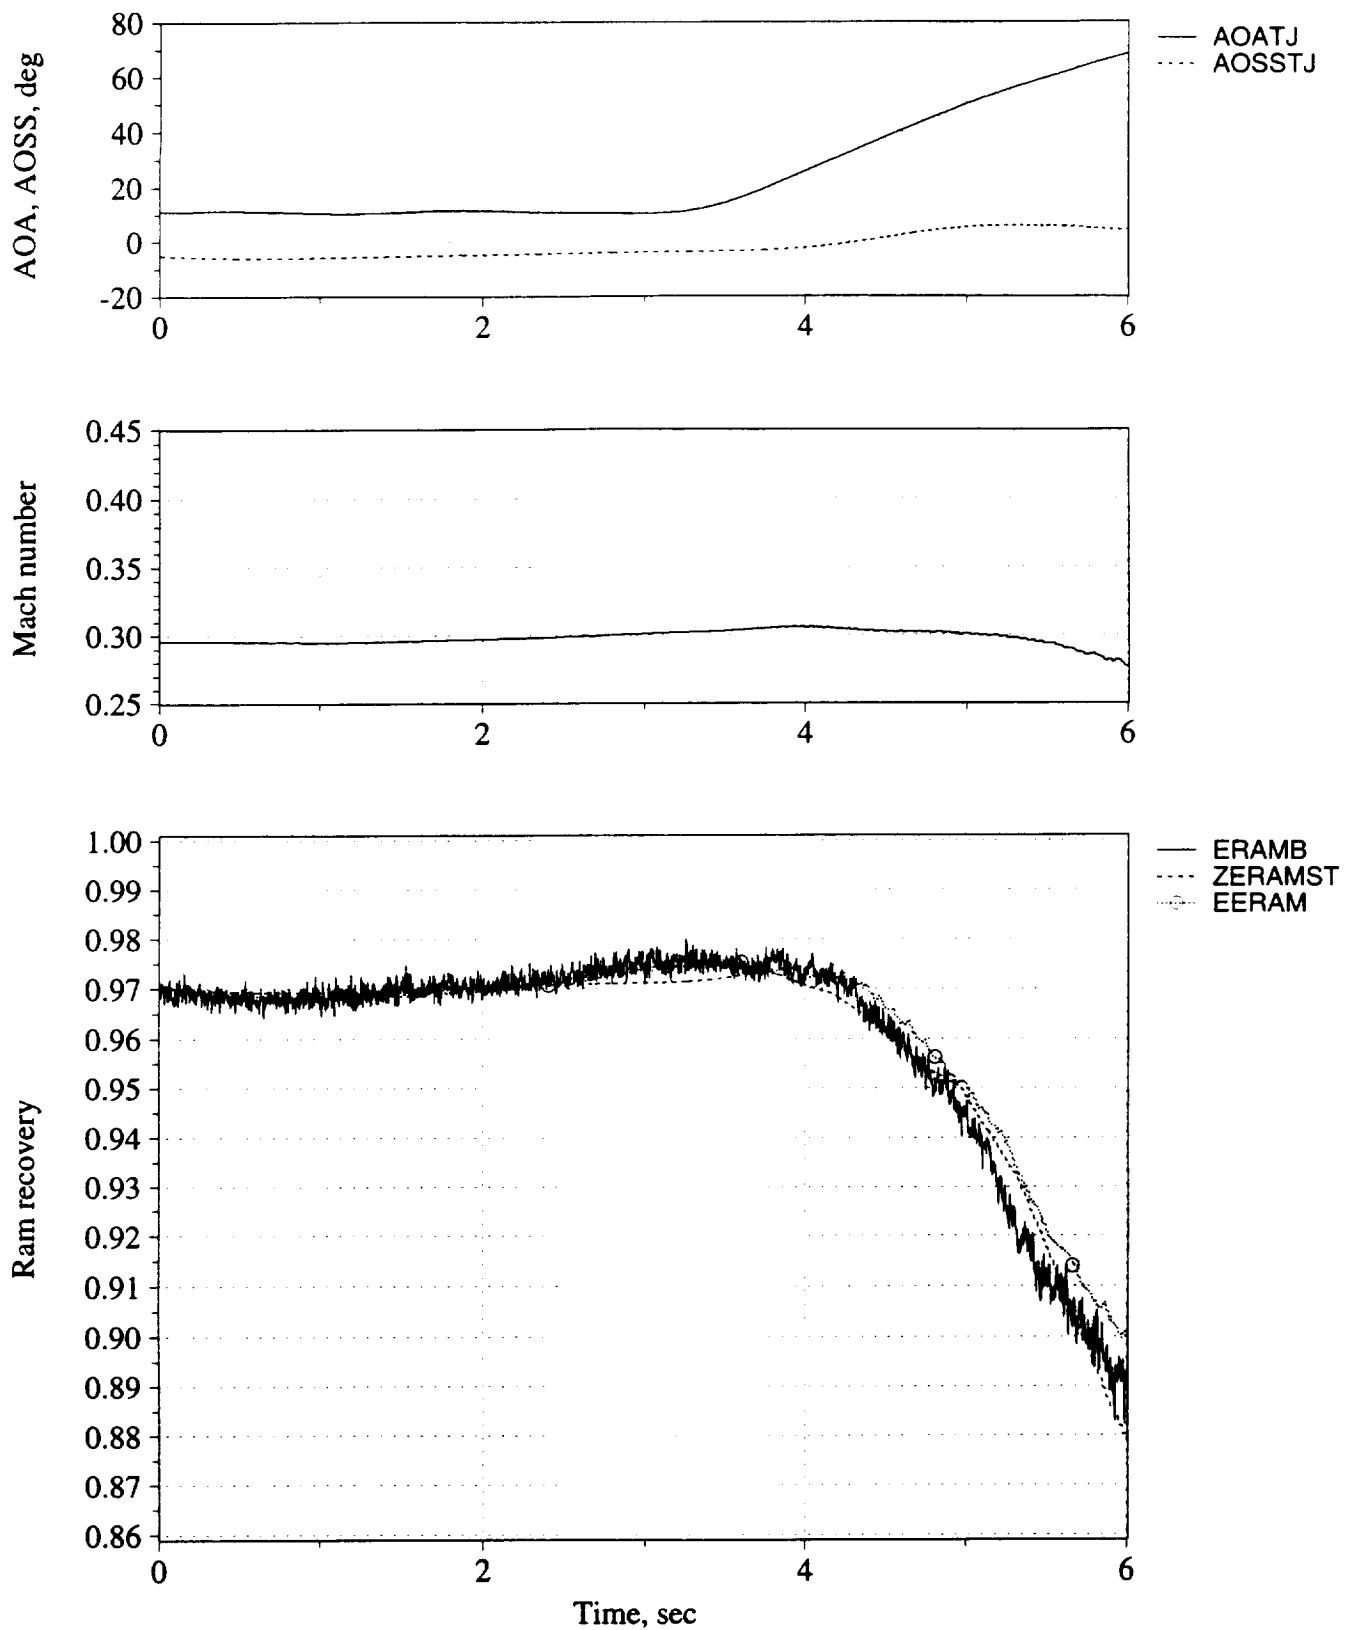 AOA, AOSS, deg
80
60
40
20
0
-20
0 2 4 6
AOATJ
AOSSTJ
Mach number
0.45
0.40
0.35
0.30
0.25
0 2 4 6
Ram recovery
1.00
0.99
0.98
0.97
0.96
0.95
0.94
0.93
0.92
0.91
0.90
0.89
0.88
0.87
0.86
0 2 4 6
Time, sec
ERAMB
ZERAMST
EERAM